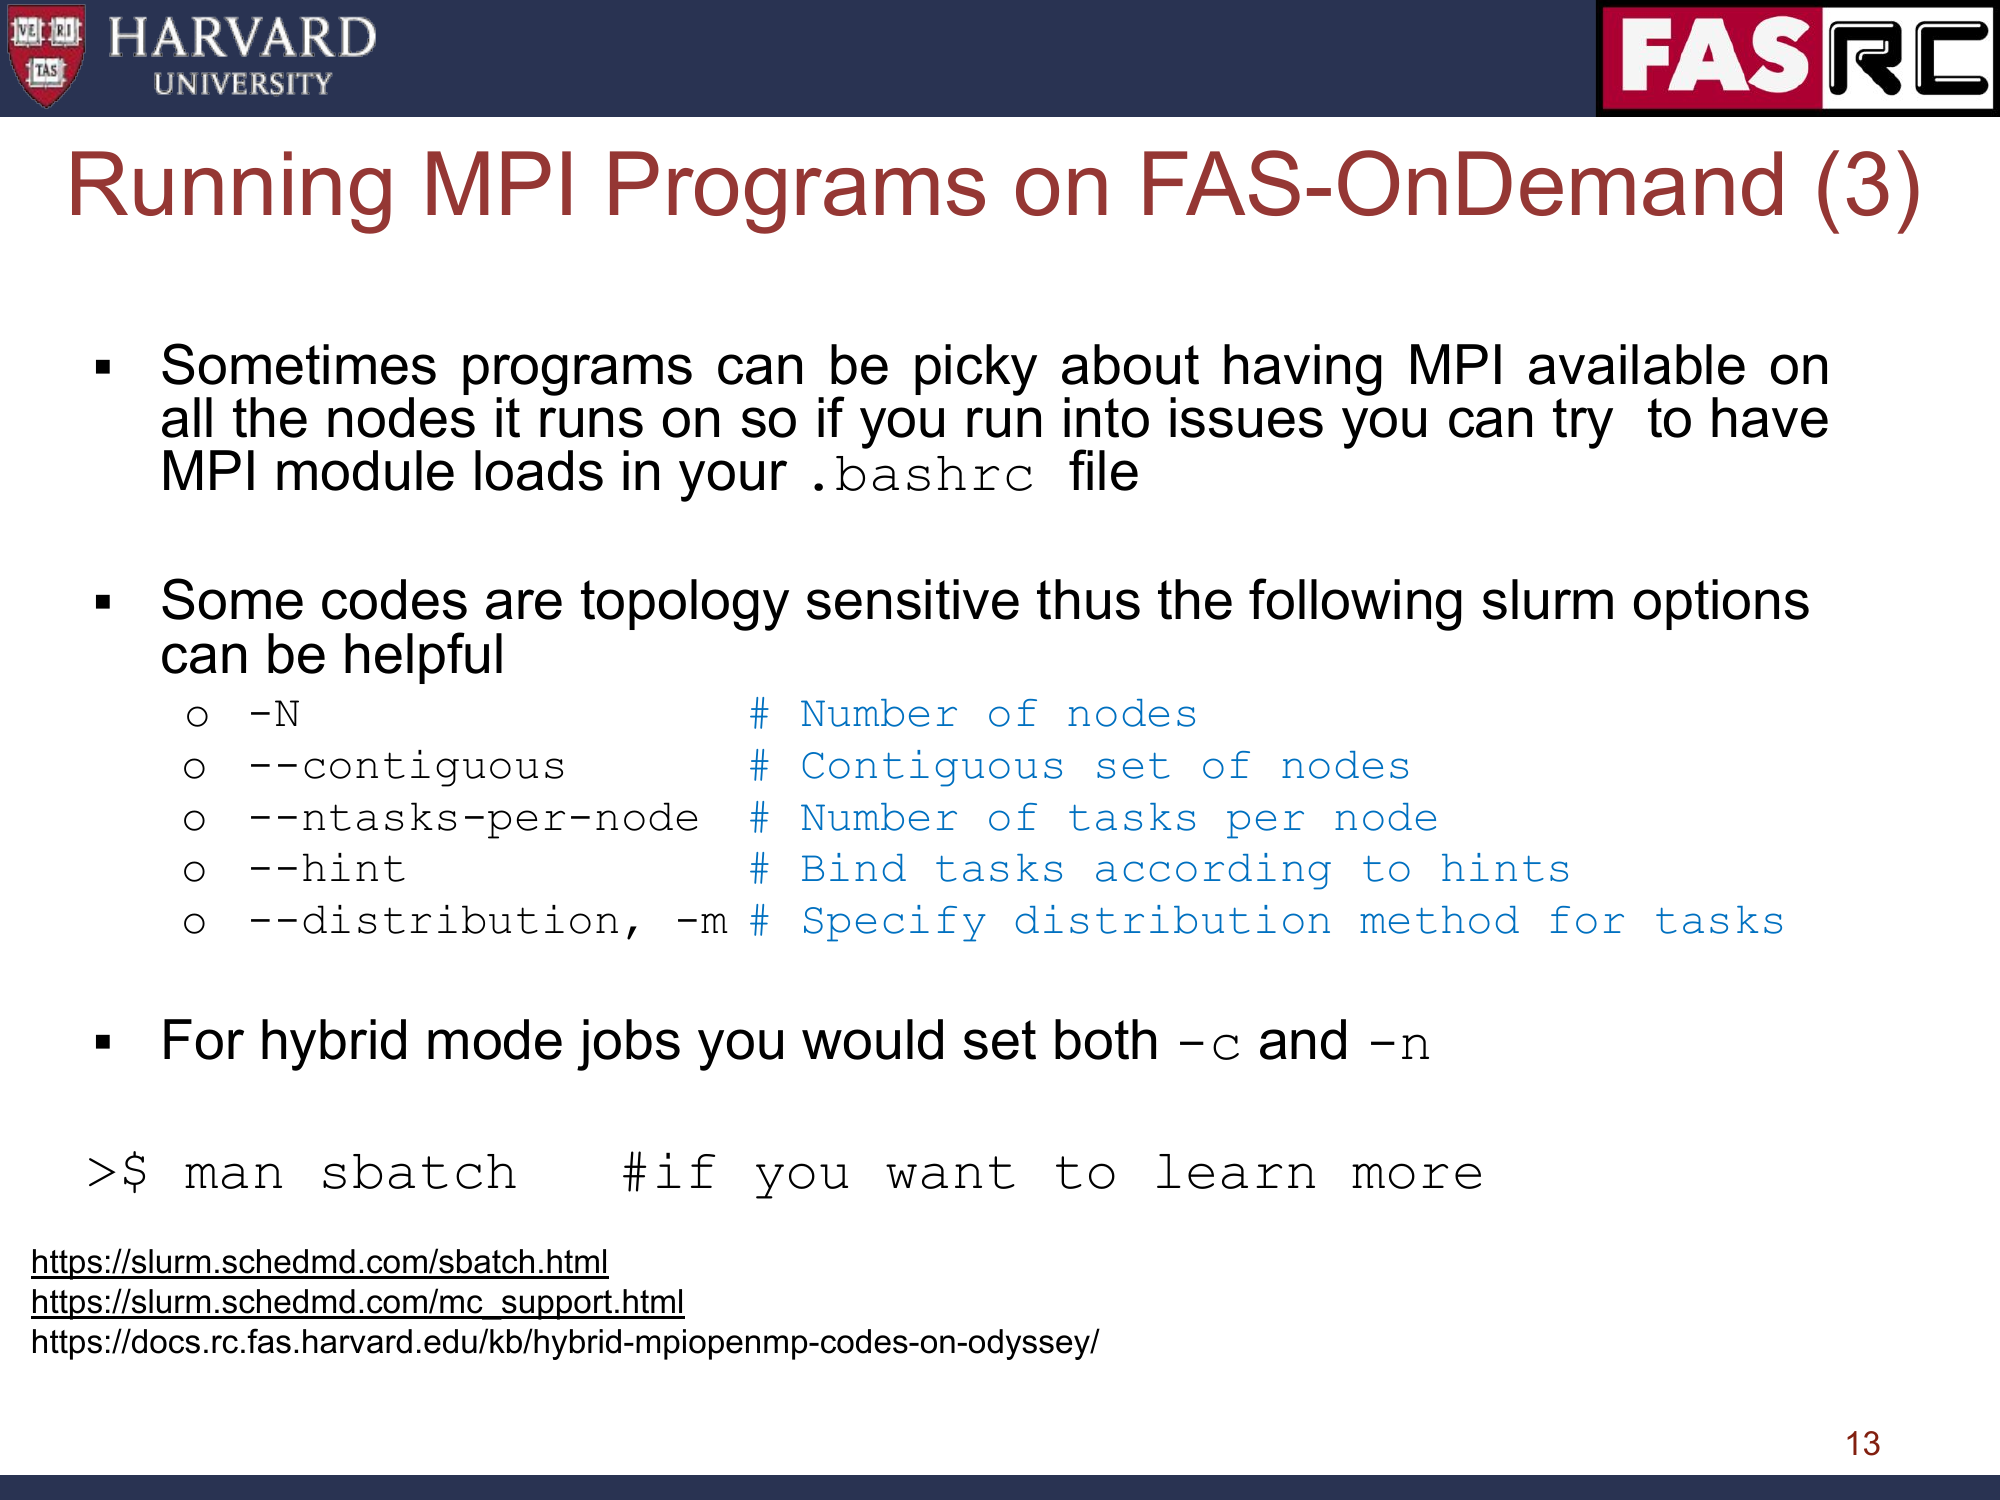 VE RI TAS
HARVARD
UNIVERSITY
FAS RC
Running MPI Programs on FAS-OnDemand (3)
▪ Sometimes programs can be picky about having MPI available on
all the nodes it runs on so if you run into issues you can try to have
MPI module loads in your .bashrc file
▪ Some codes are topology sensitive thus the following slurm options
can be helpful
o -N # Number of nodes
o --contiguous # Contiguous set of nodes
o --ntasks-per-node # Number of tasks per node
o --hint # Bind tasks according to hints
o --distribution, -m # Specify distribution method for tasks
▪ For hybrid mode jobs you would set both -c and -n
>$ man sbatch #if you want to learn more
https://slurm.schedmd.com/sbatch.html
https://slurm.schedmd.com/mc_support.html
https://docs.rc.fas.harvard.edu/kb/hybrid-mpiopenmp-codes-on-odyssey/
13